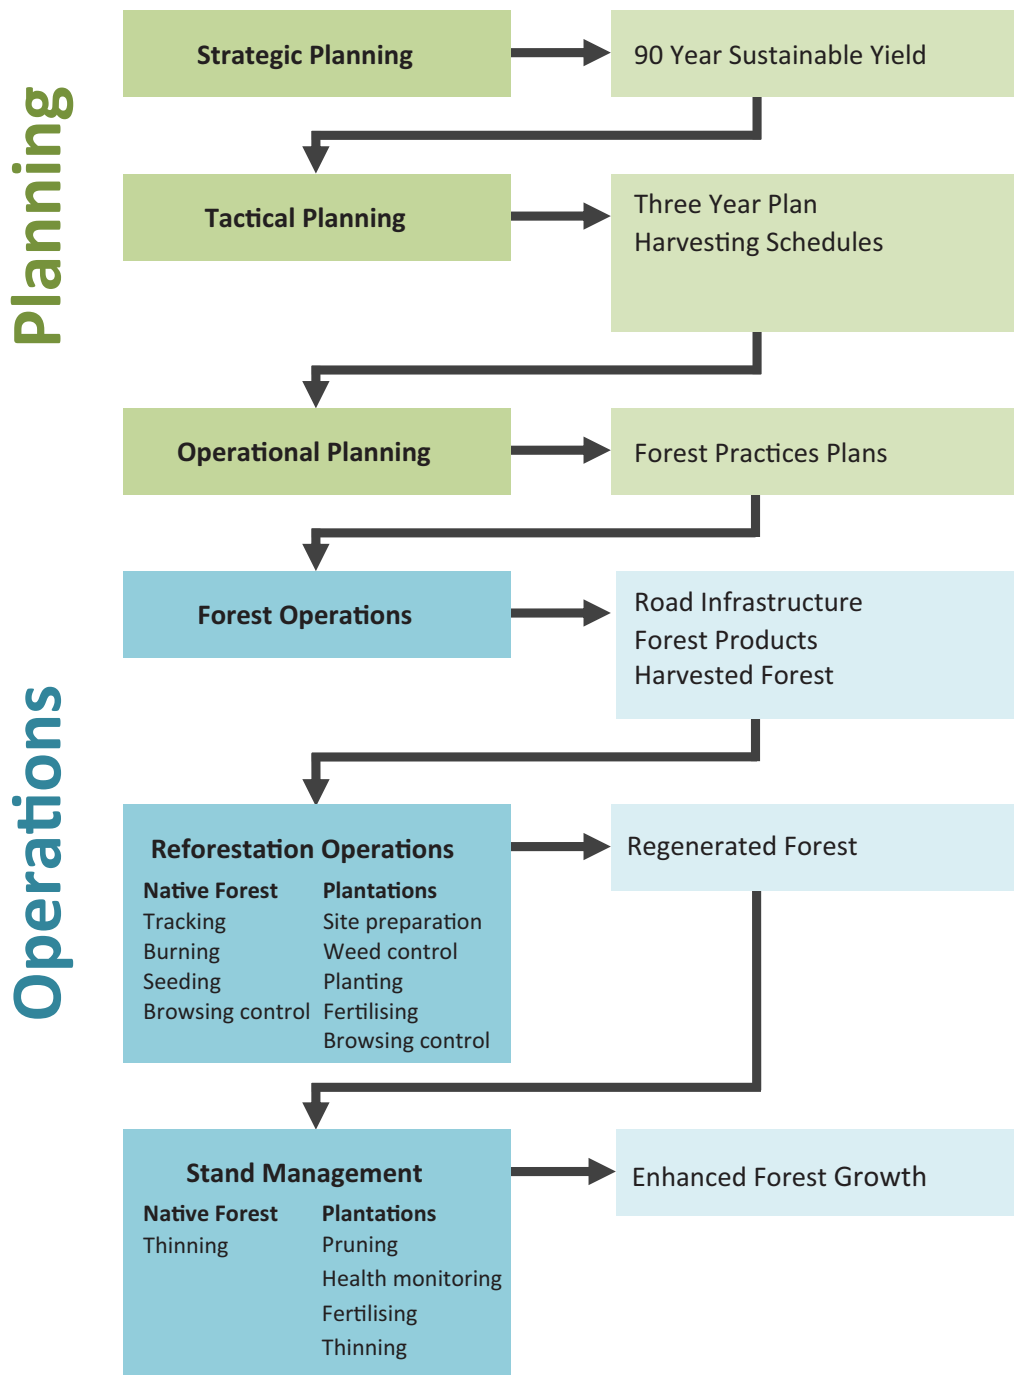 Planning
Strategic Planning
90 Year Sustainable Yield
Tactical Planning
Three Year Plan
Harvesting Schedules
Operational Planning
Forest Practices Plans
Operations
Forest Operations
Road Infrastructure
Forest Products
Harvested Forest
Reforestation Operations
Native Forest
Tracking
Burning
Seeding
Browsing control
Plantations
Site preparation
Weed control
Planting
Fertilising
Browsing control
Regenerated Forest
Stand Management
Native Forest
Thinning
Plantations
Pruning
Health monitoring
Fertilising
Thinning
Enhanced Forest Growth